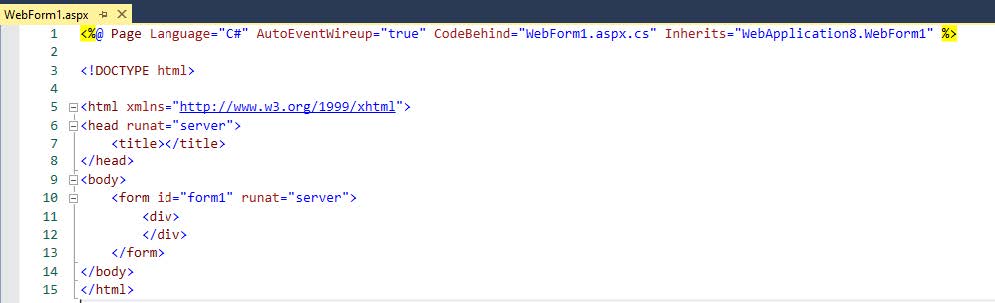 WebForm1.aspx
1 <%@ Page Language="C#" AutoEventWireup="true" CodeBehind="WebForm1.aspx.cs" Inherits="WebApplication8.WebForm1" %>
2
3 <!DOCTYPE html>
4
5 <html xmlns="http://www.w3.org/1999/xhtml">
6 <head runat="server">
7     <title></title>
8 </head>
9 <body>
10     <form id="form1" runat="server">
11         <div>
12         </div>
13     </form>
14 </body>
15 </html>